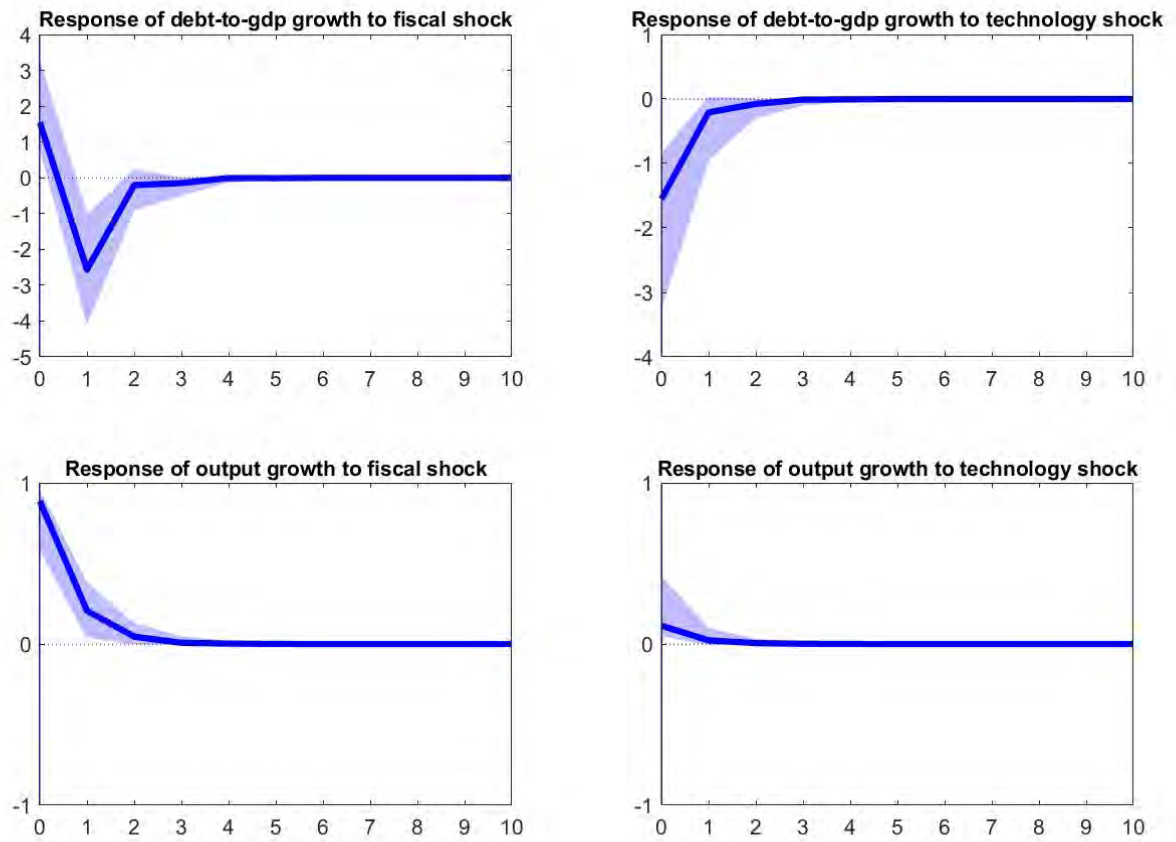 Response of debt-to-gdp growth to fiscal shock
4
3
2
1
0
-1
-2
-3
-4
-5
0 1 2 3 4 5 6 7 8 9 10
Response of debt-to-gdp growth to technology shock
1
0
-1
-2
-3
-4
0 1 2 3 4 5 6 7 8 9 10
Response of output growth to fiscal shock
1
0
-1
0 1 2 3 4 5 6 7 8 9 10
Response of output growth to technology shock
1
0
-1
0 1 2 3 4 5 6 7 8 9 10